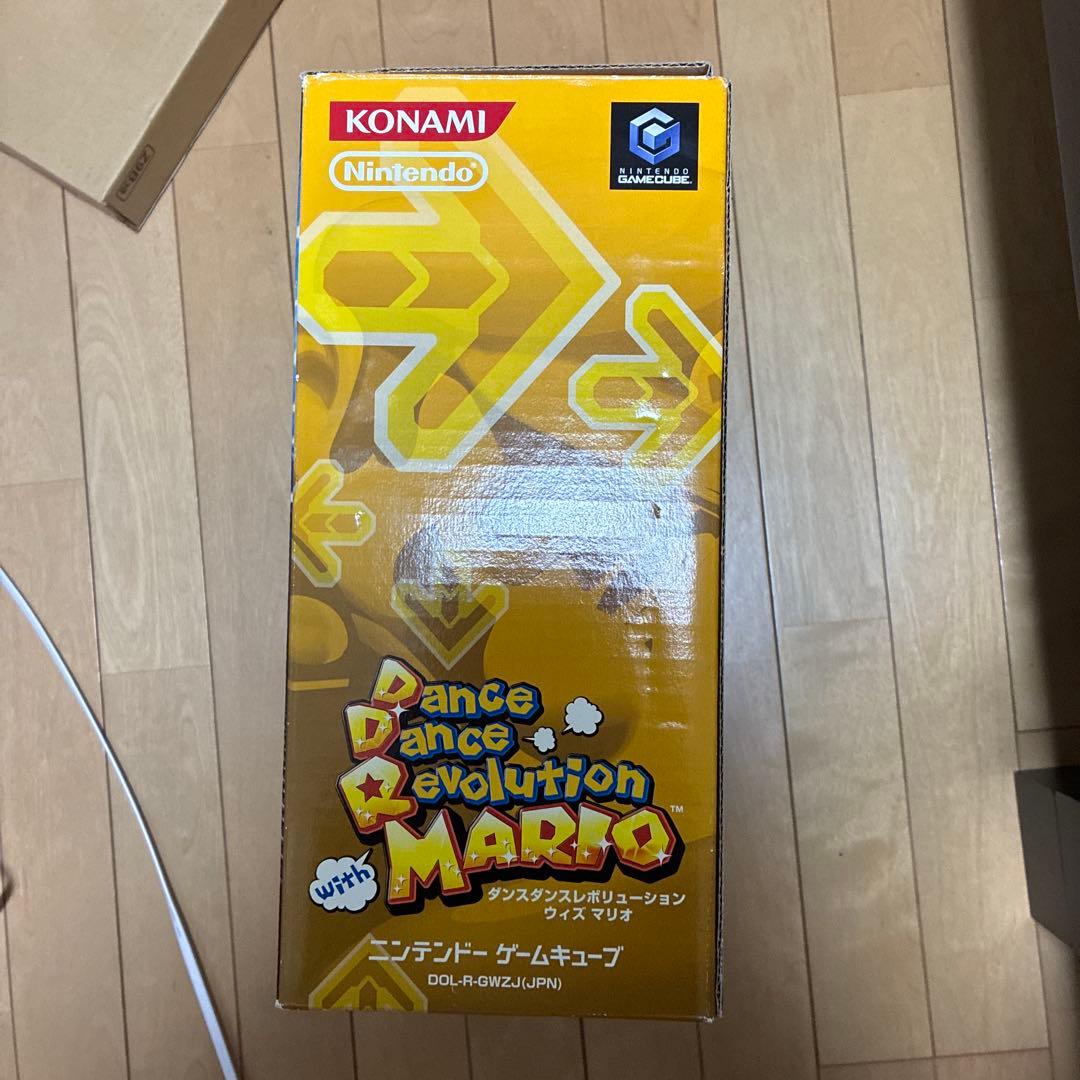 KONAMI
Nintendo®
NINTENDO
GAMECUBE™
Dance
Dance
Revolution
with MARIO™
ダンスダンスレボリューション
ウィズ マリオ
ニンテンドー ゲームキューブ
DOL-R-GWZJ(JPN)